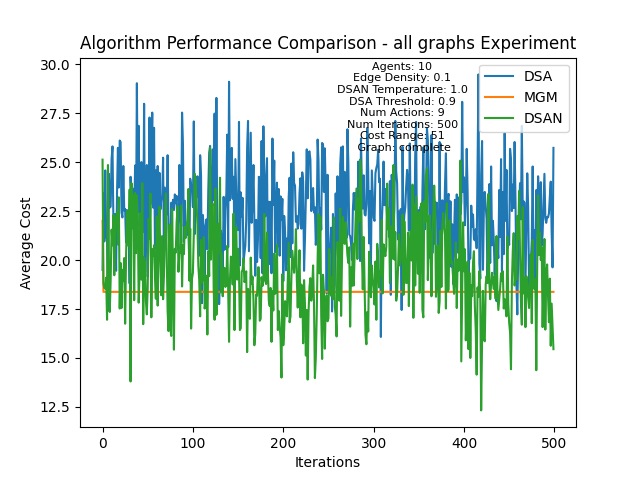 Algorithm Performance Comparison - all graphs Experiment
Agents: 10
Edge Density: 0.1
DSAN Temperature: 1.0
DSA Threshold: 0.9
Num Actions: 9
Num Iterations: 500
Cost Range: 51
Graph: complete
DSA
MGM
DSAN
Average Cost
30.0
27.5
25.0
22.5
20.0
17.5
15.0
12.5
0
100
200
300
400
500
Iterations